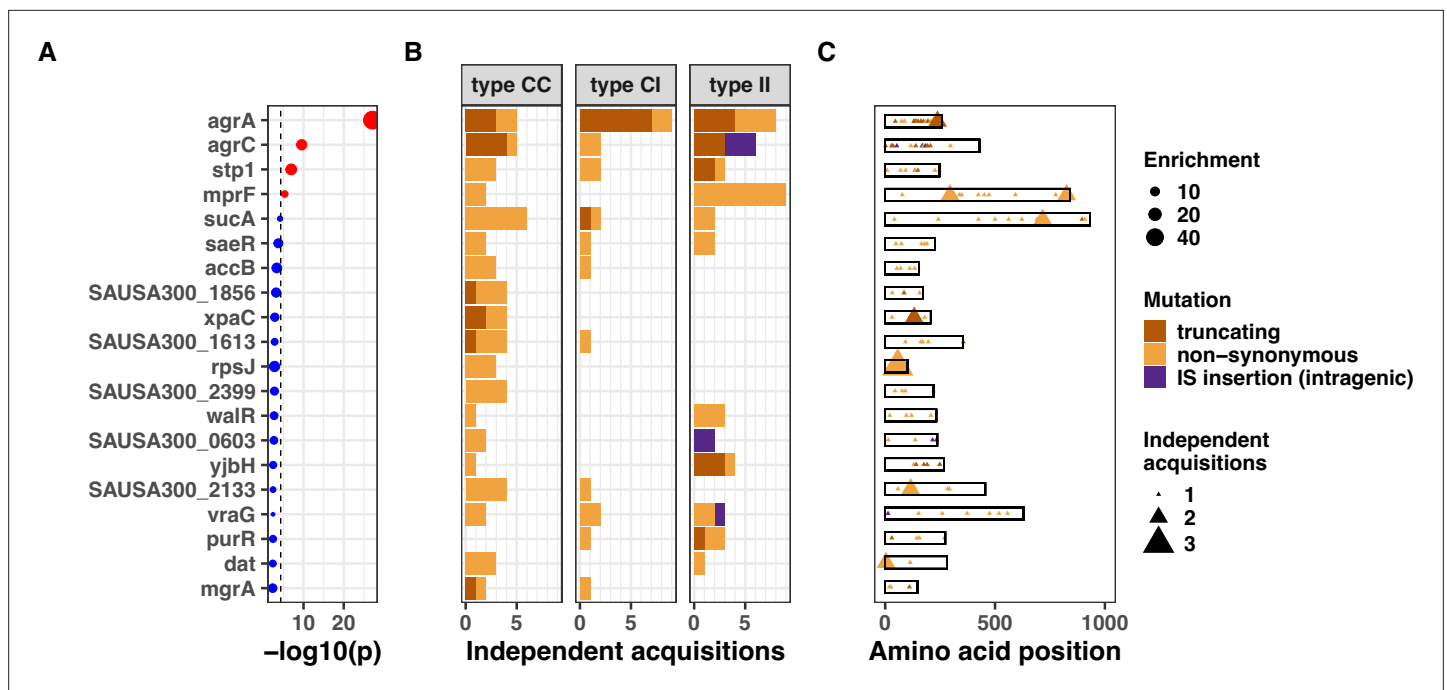 A
B
C
type CC
type CI
type II
agrA
agrC
stp1
mprF
sucA
saeR
accB
SAUSA300_1856
xpaC
SAUSA300_1613
rpsJ
SAUSA300_2399
walR
SAUSA300_0603
yjbH
SAUSA300_2133
vraG
purR
dat
mgrA
10 20
−log10(p)
0 5 0 5 0 5
Independent acquisitions
0 500 1000
Amino acid position
Enrichment
10
20
40
Mutation
truncating
non−synonymous
IS insertion (intragenic)
Independent
acquisitions
1
2
3